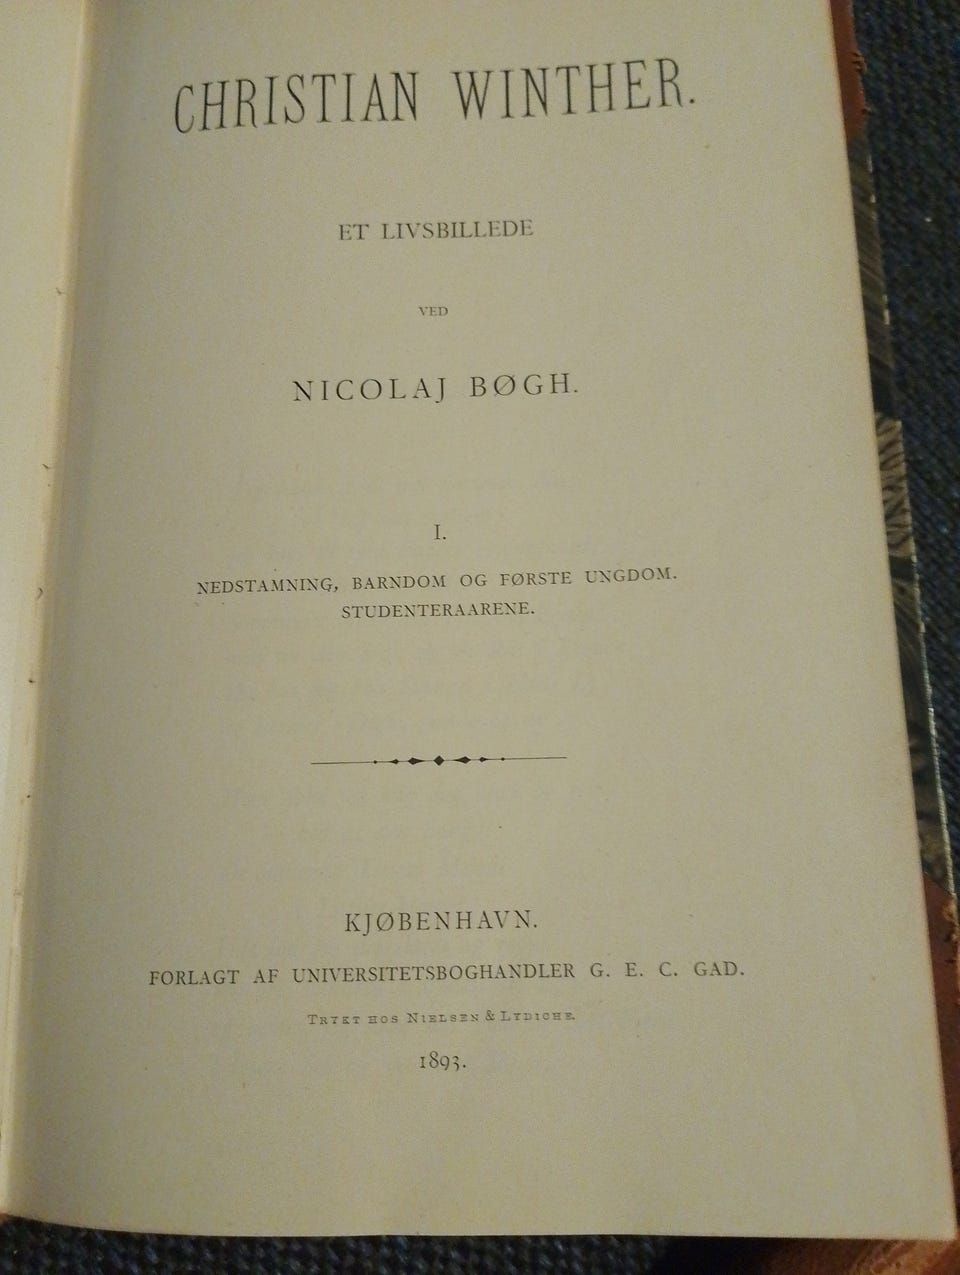 CHRISTIAN WINTHER.
ET LIVSBILLEDE
VED
NICOLAJ BØGH.
I.
NEDSTAMNING, BARNDOM OG FØRSTE UNGDOM.
STUDENTERAARENE.
KJØBENHAVN.
FORLAGT AF UNIVERSITETSBOGHANDLER G. E. C. GAD.
TRYKT HOS NIELSEN & LYDICHE.
1893.